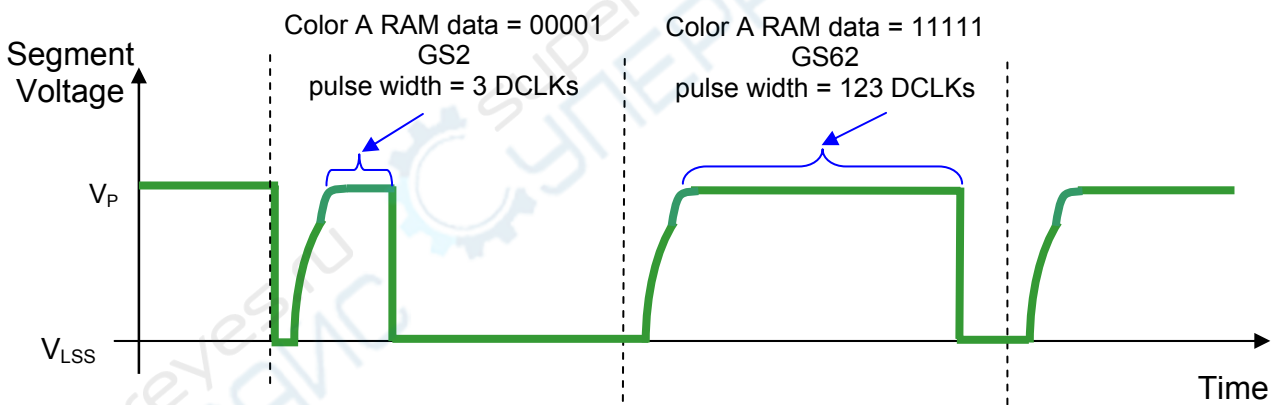 Color A RAM data = 00001
GS2
pulse width = 3 DCLKs
Color A RAM data = 11111
GS62
pulse width = 123 DCLKs
Segment
Voltage
VP
VLSS
Time